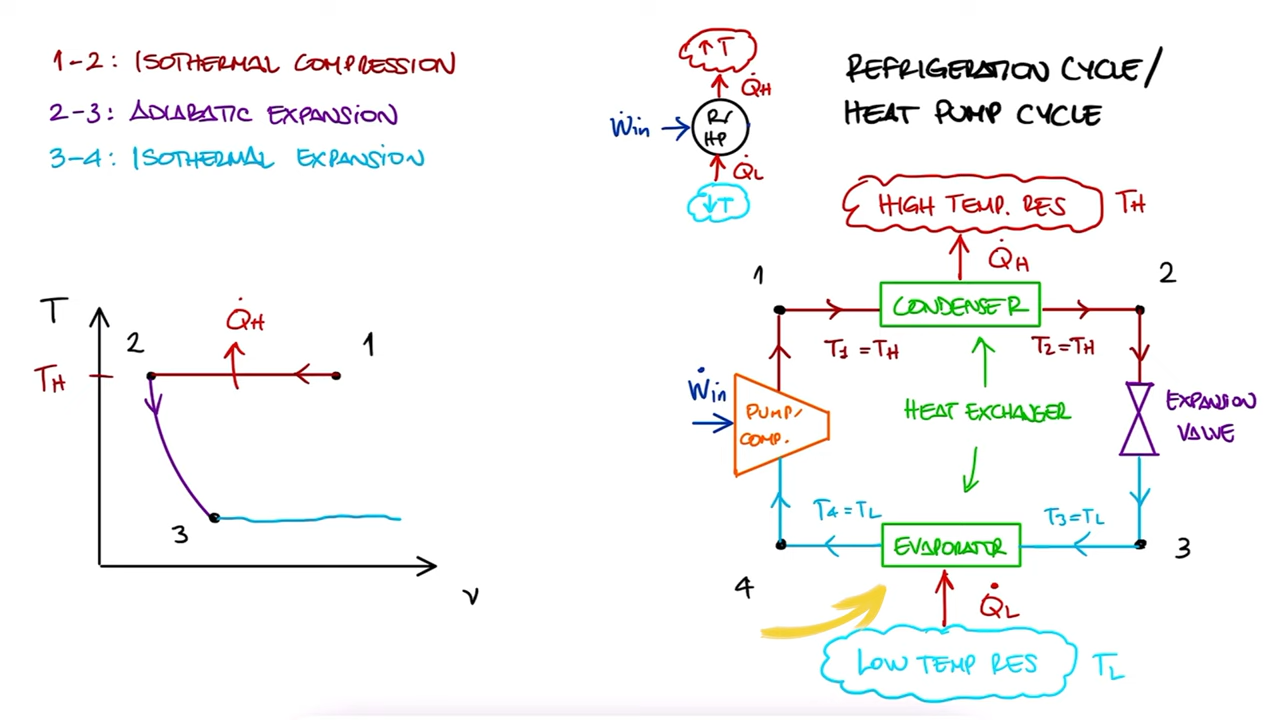 1-2: ISOTHERMAL COMPRESSION
2-3: ADIABATIC EXPANSION
3-4: ISOTHERMAL EXPANSION
↑T
Q̇H
Ẇin
R/
HP
Q̇L
↓T
REFRIGERATION CYCLE/
HEAT PUMP CYCLE
HIGH TEMP. RES
TH
Q̇H
1
2
CONDENSER
T1 = TH
T2 = TH
HEAT EXCHANGER
Ẇin
PUMP/
COMP.
EXPANSION
VALVE
T4 = TL
T3 = TL
EVAPORATOR
4
3
Q̇L
LOW TEMP RES
TL
T
Q̇H
2
1
TH
3
v